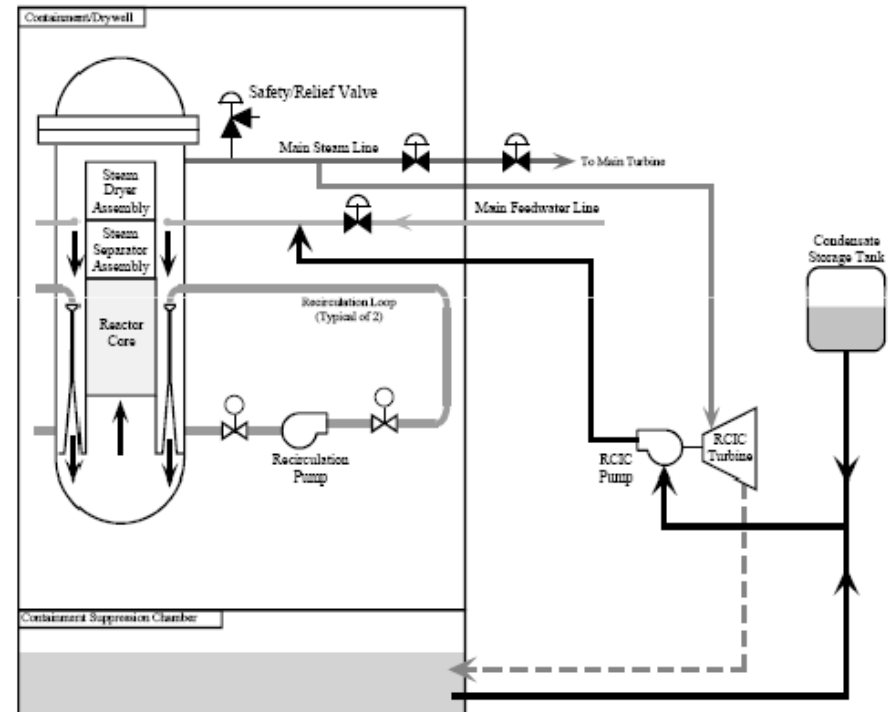 Containment/Drywell
Safety/Relief Valve
Main Steam Line
To Main Turbine
Steam
Dryer
Assembly
Main Feedwater Line
Steam
Separator
Assembly
Condensate
Storage Tank
Recirculation Loop
(Typical of 2)
Reactor
Core
RCIC
Turbine
Recirculation
Pump
RCIC
Pump
Containment Suppression Chamber